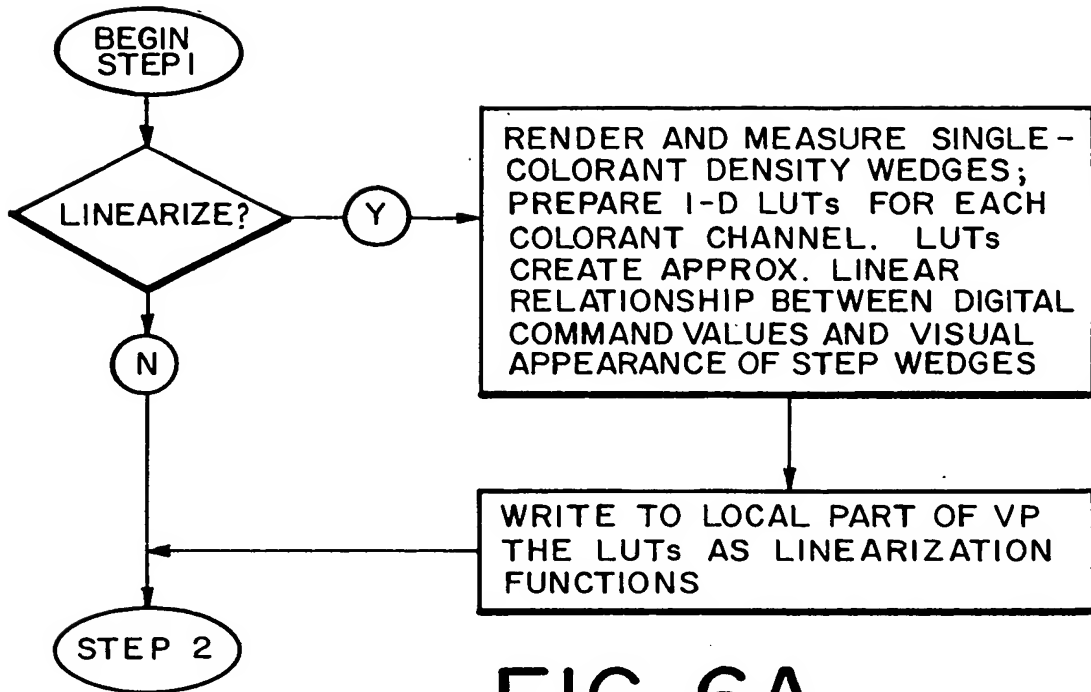 BEGIN
STEP 1
LINEARIZE?
Y
RENDER AND MEASURE SINGLE-
COLORANT DENSITY WEDGES;
PREPARE 1-D LUTs FOR EACH
COLORANT CHANNEL. LUTs
CREATE APPROX. LINEAR
RELATIONSHIP BETWEEN DIGITAL
COMMAND VALUES AND VISUAL
APPEARANCE OF STEP WEDGES
N
WRITE TO LOCAL PART OF VP
THE LUTs AS LINEARIZATION
FUNCTIONS
STEP 2
FIG. 6A